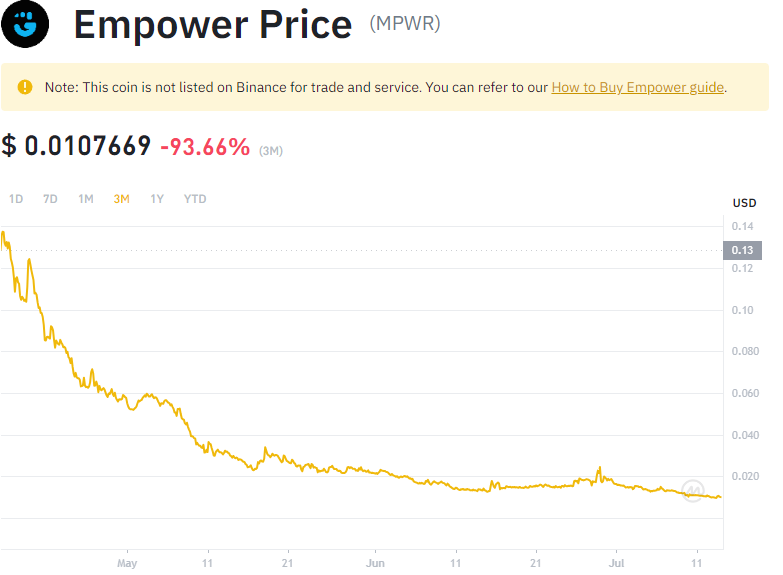 Empower Price (MPWR)
Note: This coin is not listed on Binance for trade and service. You can refer to our How to Buy Empower guide.
$ 0.0107669 -93.66% (3M)
1D 7D 1M 3M 1Y YTD
USD
0.14
0.13
0.12
0.10
0.080
0.060
0.040
0.020
May 11 21 Jun 11 21 Jul 11